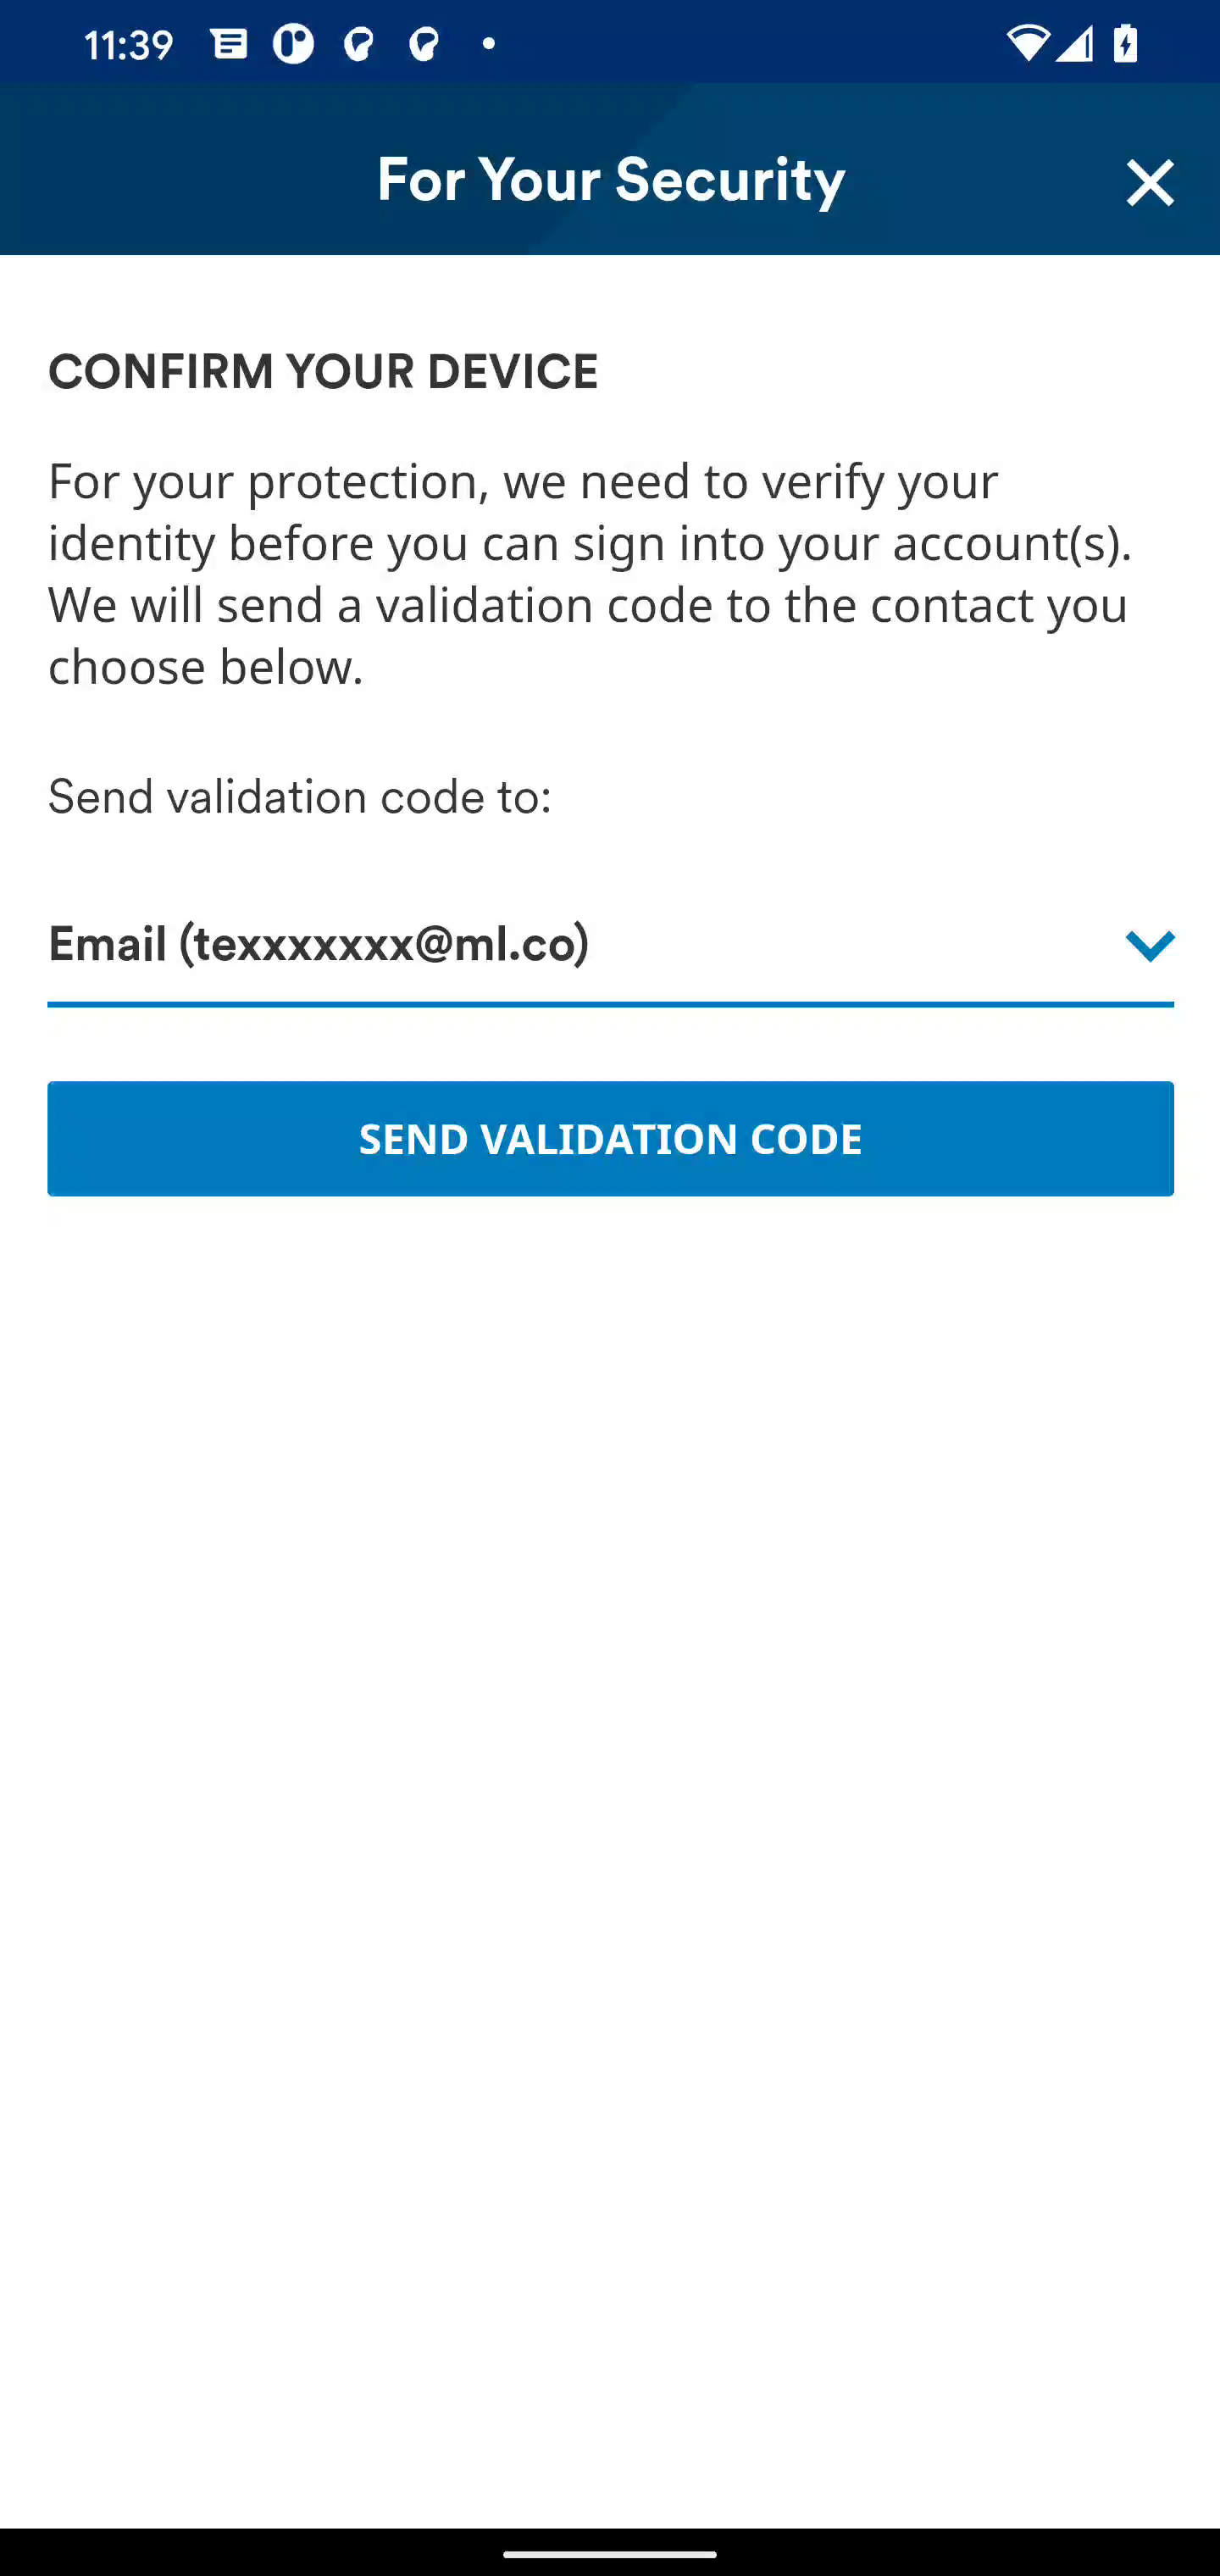 11:39
For Your Security
CONFIRM YOUR DEVICE
For your protection, we need to verify your
identity before you can sign into your account(s).
We will send a validation code to the contact you
choose below.
Send validation code to:
Email (texxxxxxx@ml.co)
SEND VALIDATION CODE